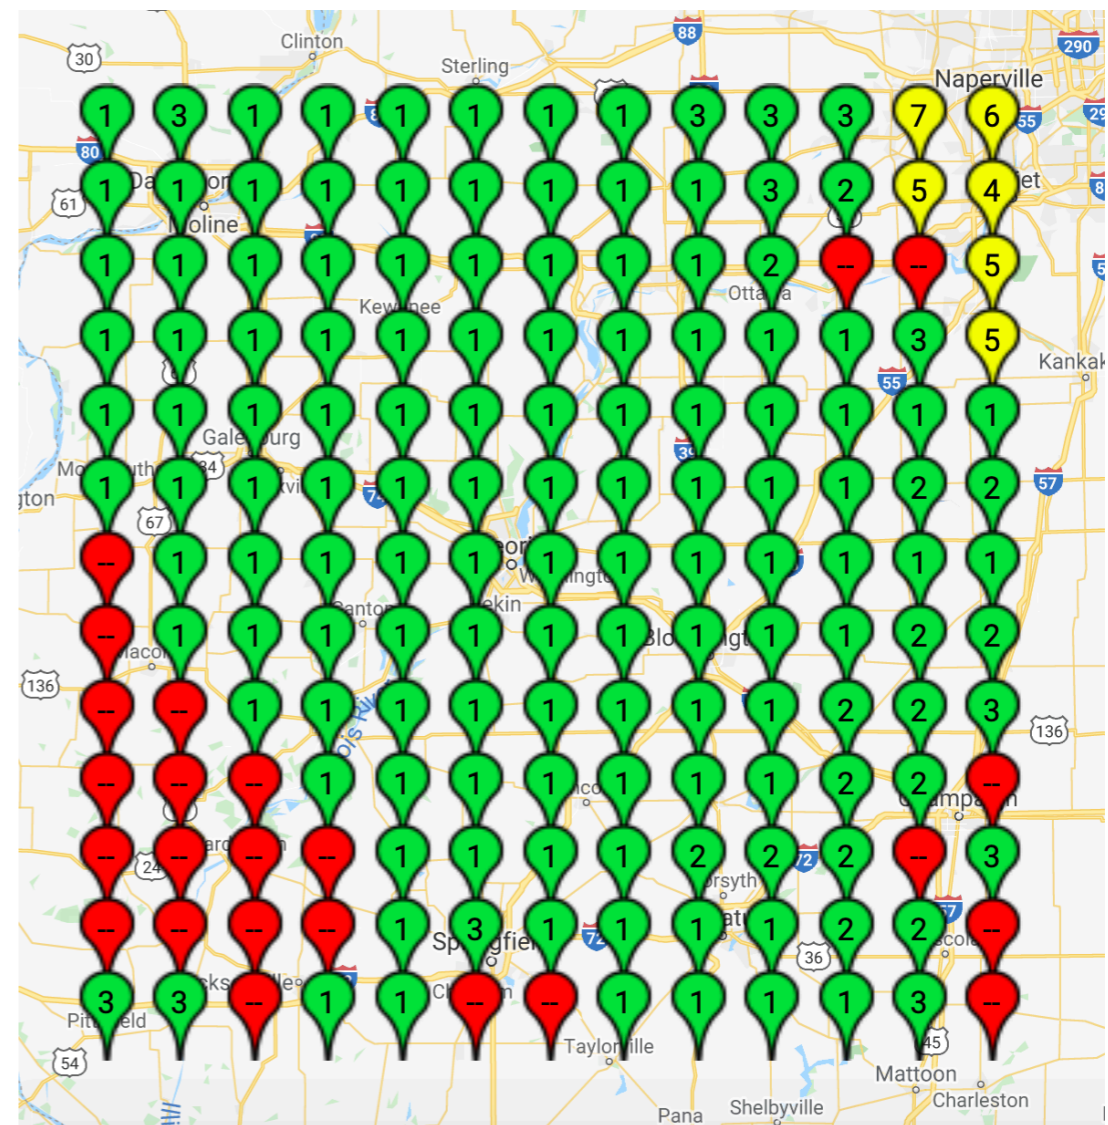 88
30
Clinton
290
Sterling
Naperville
1 3 1 1 1 1 1 1 3 3 3 7 6
55
80
1 1 1 1 1 1 1 1 1 3 2 5 4
61
Moline
1 1 1 1 1 1 1 1 1 2 -- -- 5
Ottawa
Kewanee
1 1 1 1 1 1 1 1 1 1 1 3 5
Kankak
55
1 1 1 1 1 1 1 1 1 1 1 1 1
Galesburg
39
34
57
1 1 1 1 1 1 1 1 1 1 1 2 2
74
gton
67
-- 1 1 1 1 1 1 1 1 1 1 1 1
Washington
Canton
Pekin
-- 1 1 1 1 1 1 1 1 1 1 2 2
Bloomington
Macomb
136
-- -- 1 1 1 1 1 1 1 1 2 2 3
136
-- -- -- 1 1 1 1 1 1 1 2 2 --
Champaign
-- -- -- -- 1 1 1 1 2 2 2 -- 3
24
72
Forsyth
57
-- -- -- -- 1 3 1 1 1 1 2 2 --
Springfield
72
36
3 3 -- 1 1 -- -- 1 1 1 1 3 --
Jacksonville
Chatham
Pittsfield
45
Taylorville
54
Mattoon
Charleston
Shelbyville
Pana